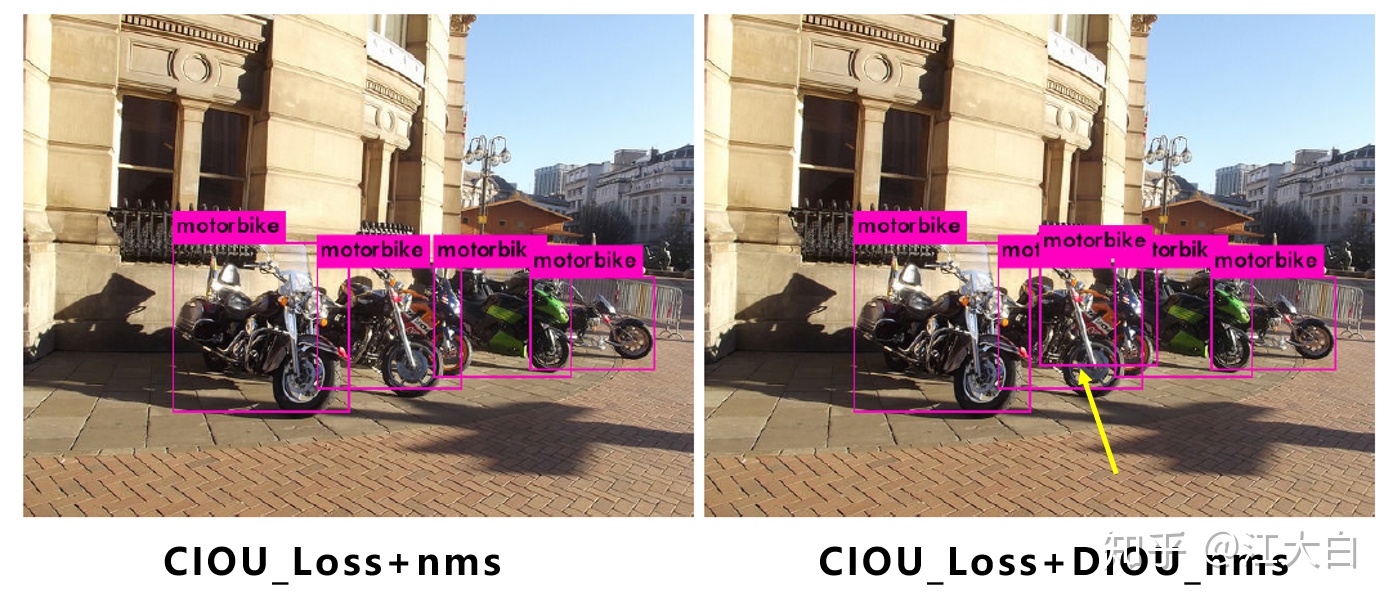 motorbike
motorbike
motorbik
motorbike
motorbike
mot
motorbike
torbik
motorbike
CIOU_Loss+nms
CIOU_Loss+DIOU_nms
知乎 @江大白